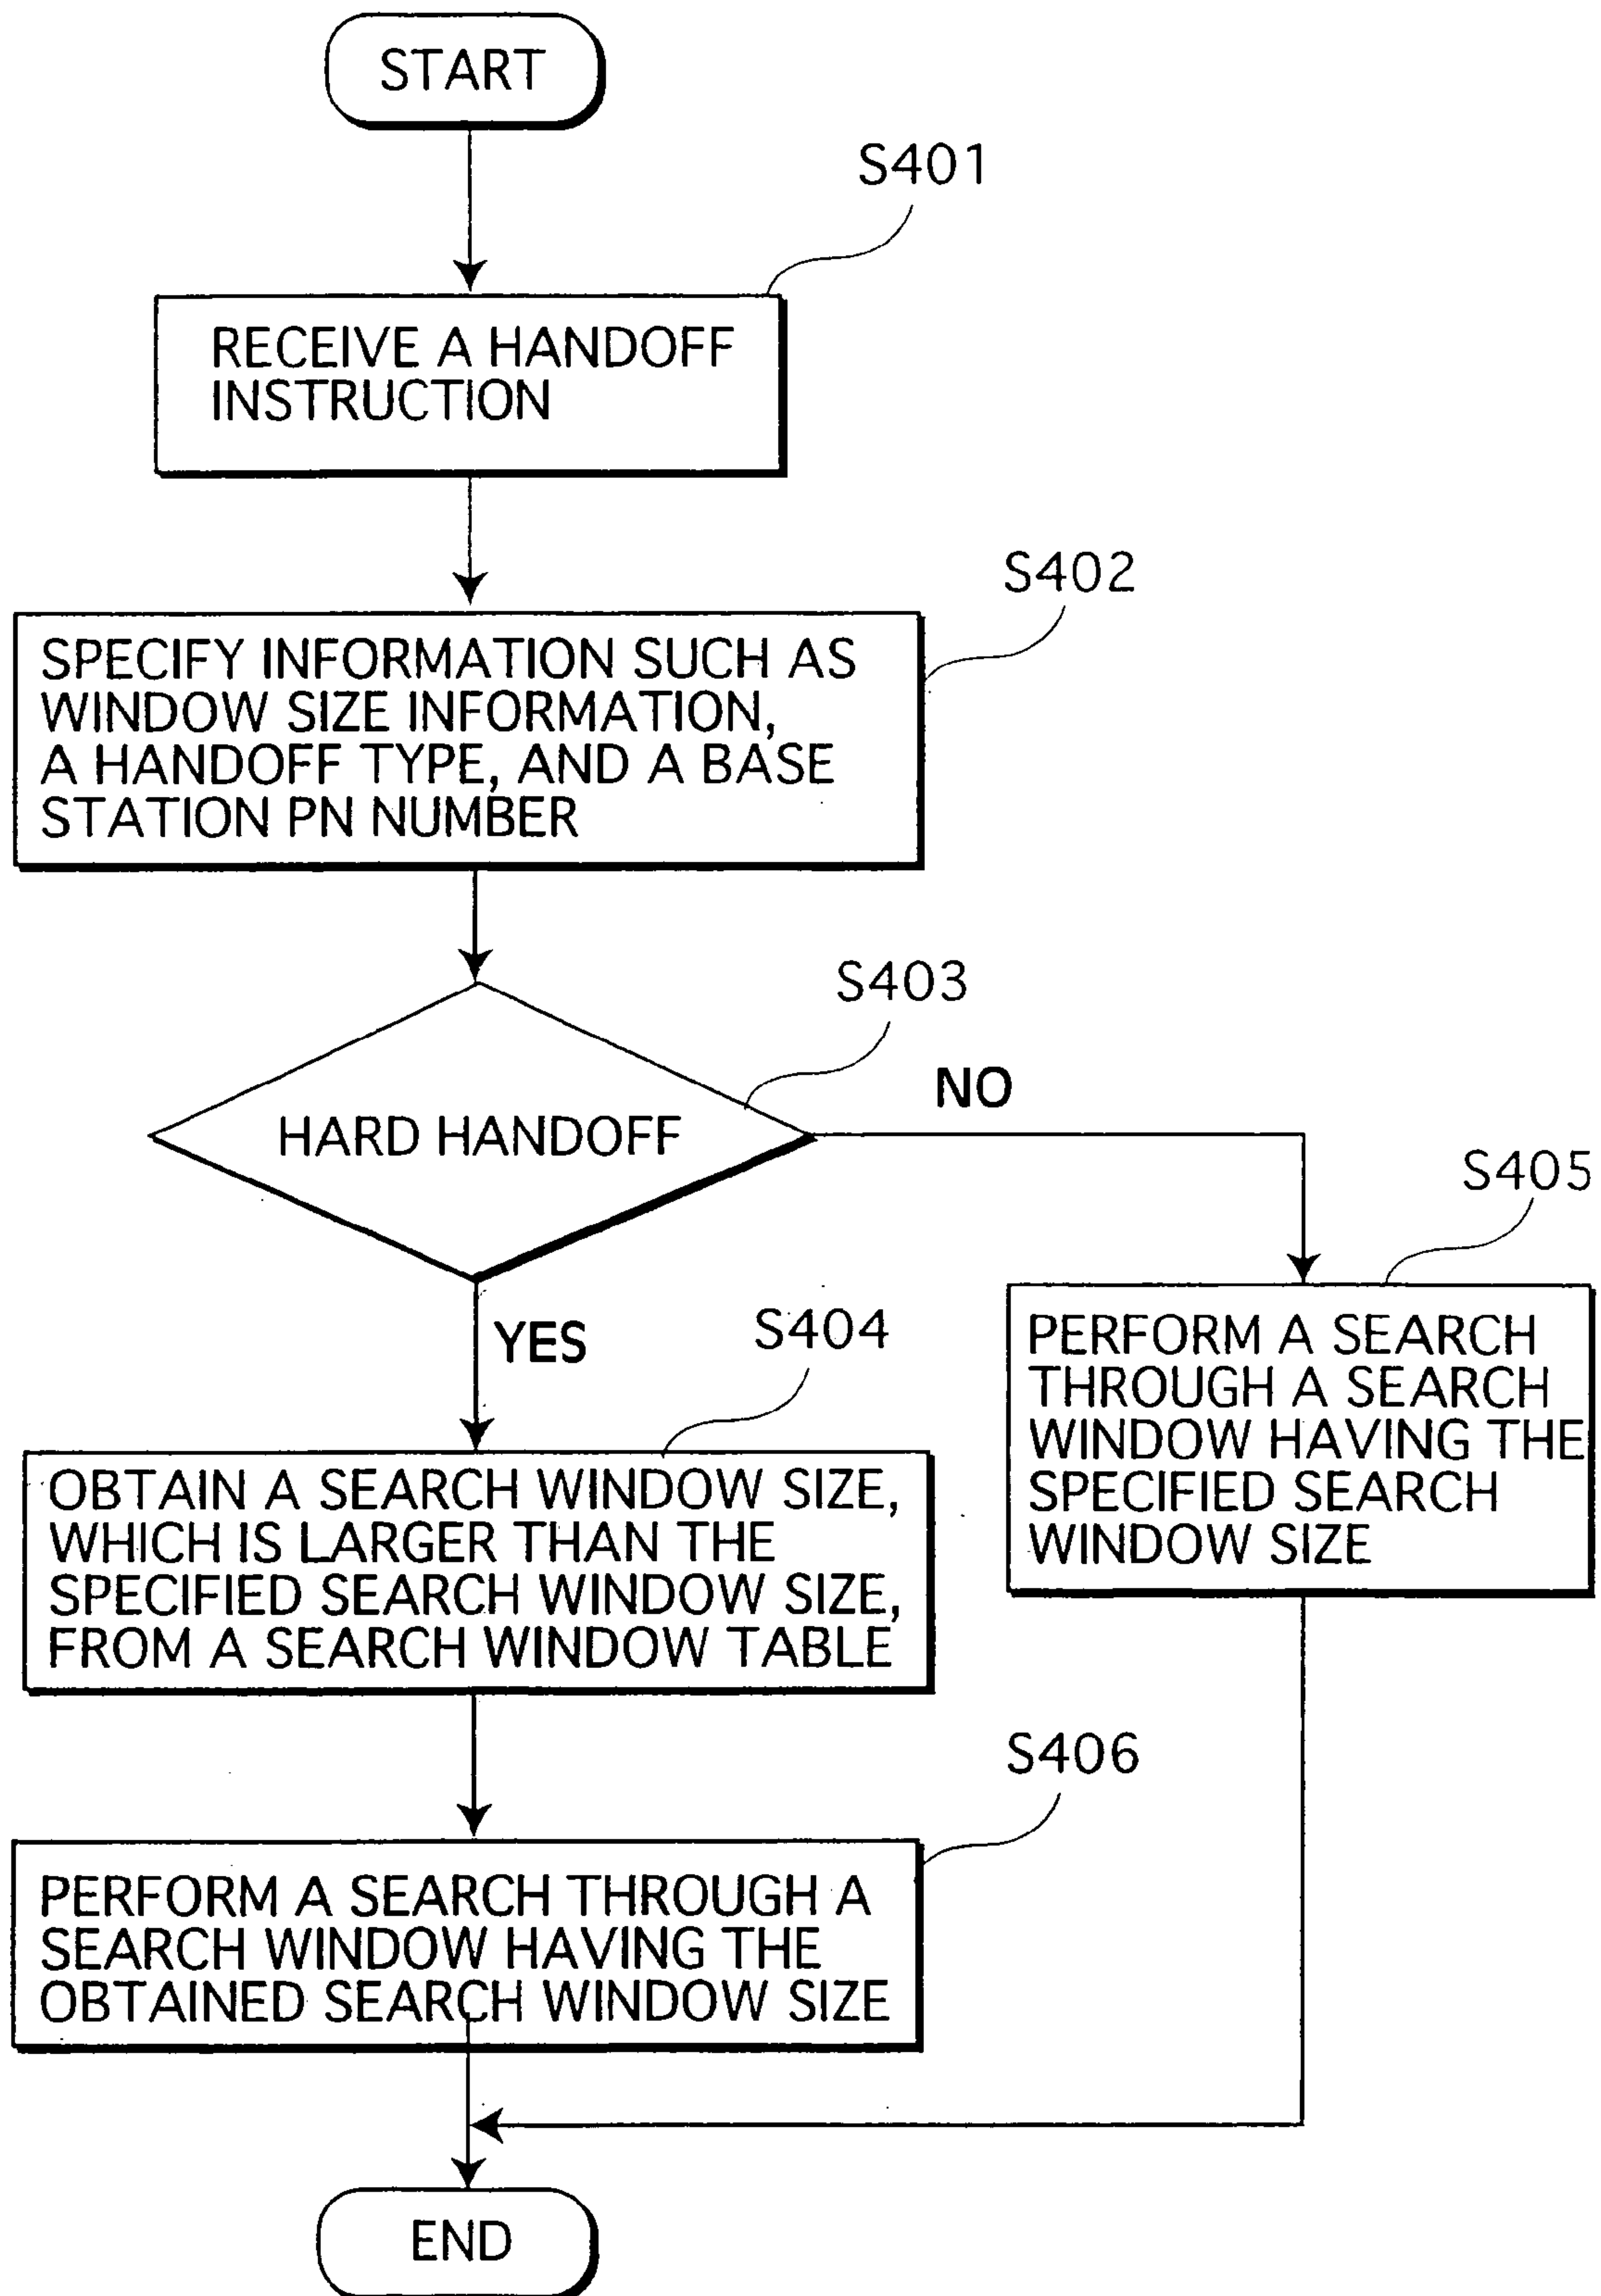 START
S401
RECEIVE A HANDOFF
INSTRUCTION
S402
SPECIFY INFORMATION SUCH AS
WINDOW SIZE INFORMATION,
A HANDOFF TYPE, AND A BASE
STATION PN NUMBER
S403
HARD HANDOFF
NO
YES
S404
OBTAIN A SEARCH WINDOW SIZE,
WHICH IS LARGER THAN THE
SPECIFIED SEARCH WINDOW SIZE,
FROM A SEARCH WINDOW TABLE
S405
PERFORM A SEARCH
THROUGH A SEARCH
WINDOW HAVING THE
SPECIFIED SEARCH
WINDOW SIZE
S406
PERFORM A SEARCH THROUGH A
SEARCH WINDOW HAVING THE
OBTAINED SEARCH WINDOW SIZE
END